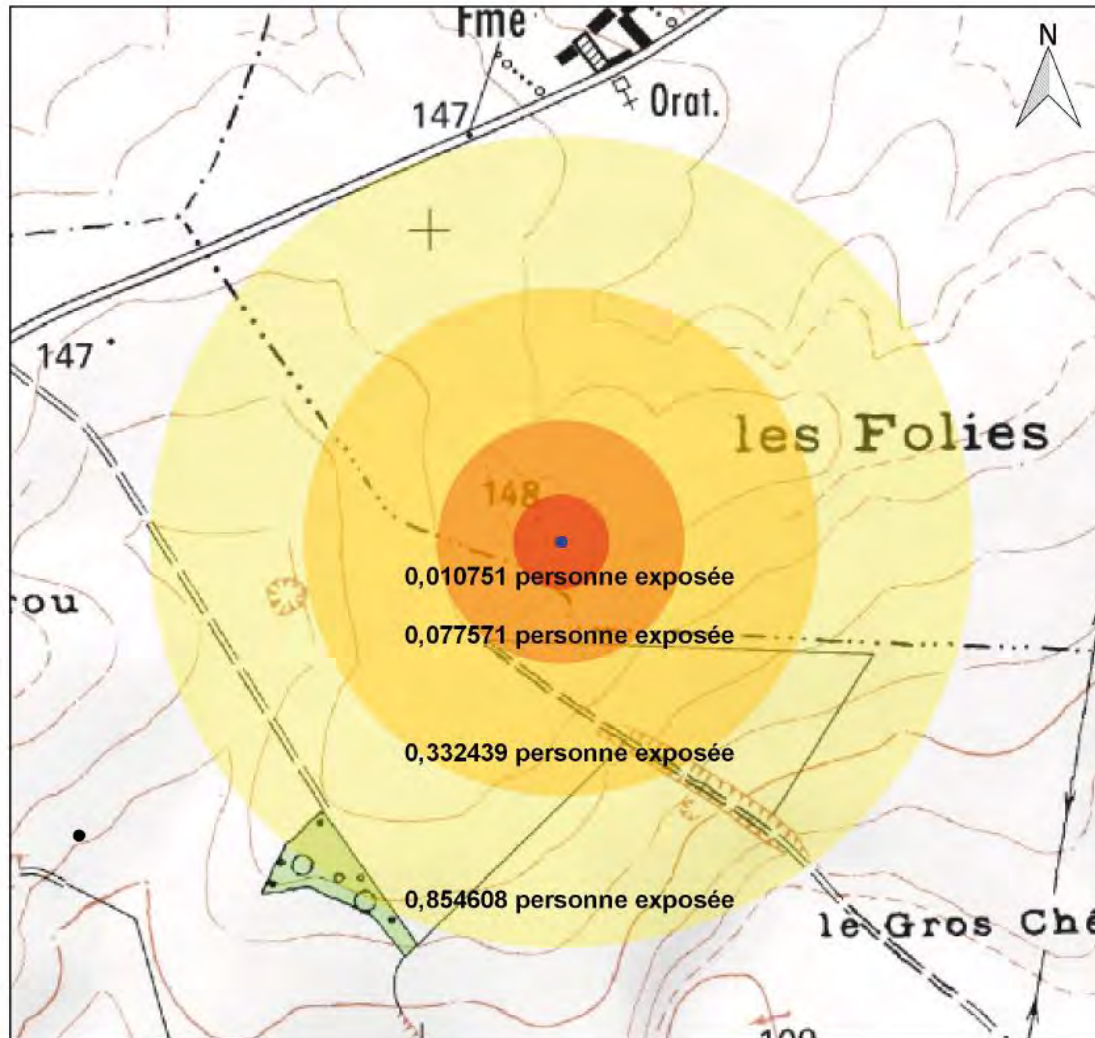 Fme
N
147
Orat.
147
les Folies
148
0,010751 personne exposée
rou
0,077571 personne exposée
0,332439 personne exposée
0,854608 personne exposée
le Gros Ché